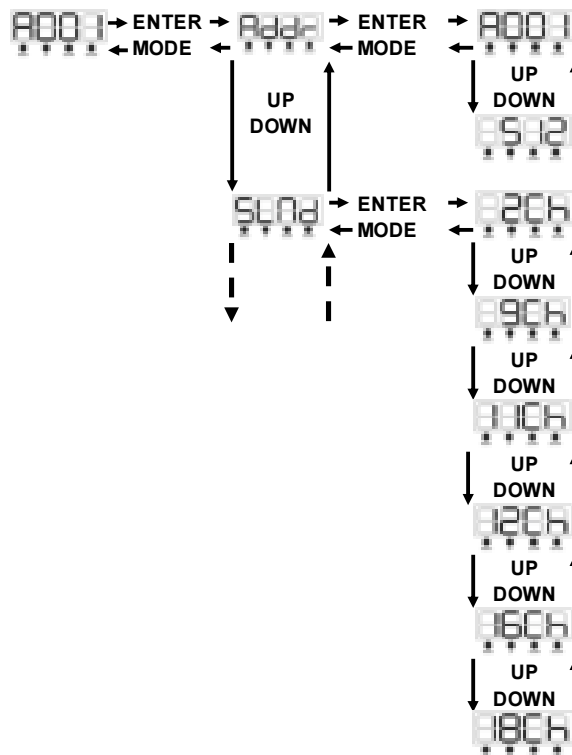 A001 ENTER Addr ENTER A001
MODE MODE
UP
DOWN
UP
DOWN
512
SLMd ENTER 2Ch
MODE
UP
DOWN
9Ch
UP
DOWN
11Ch
UP
DOWN
12Ch
UP
DOWN
16Ch
UP
DOWN
18Ch